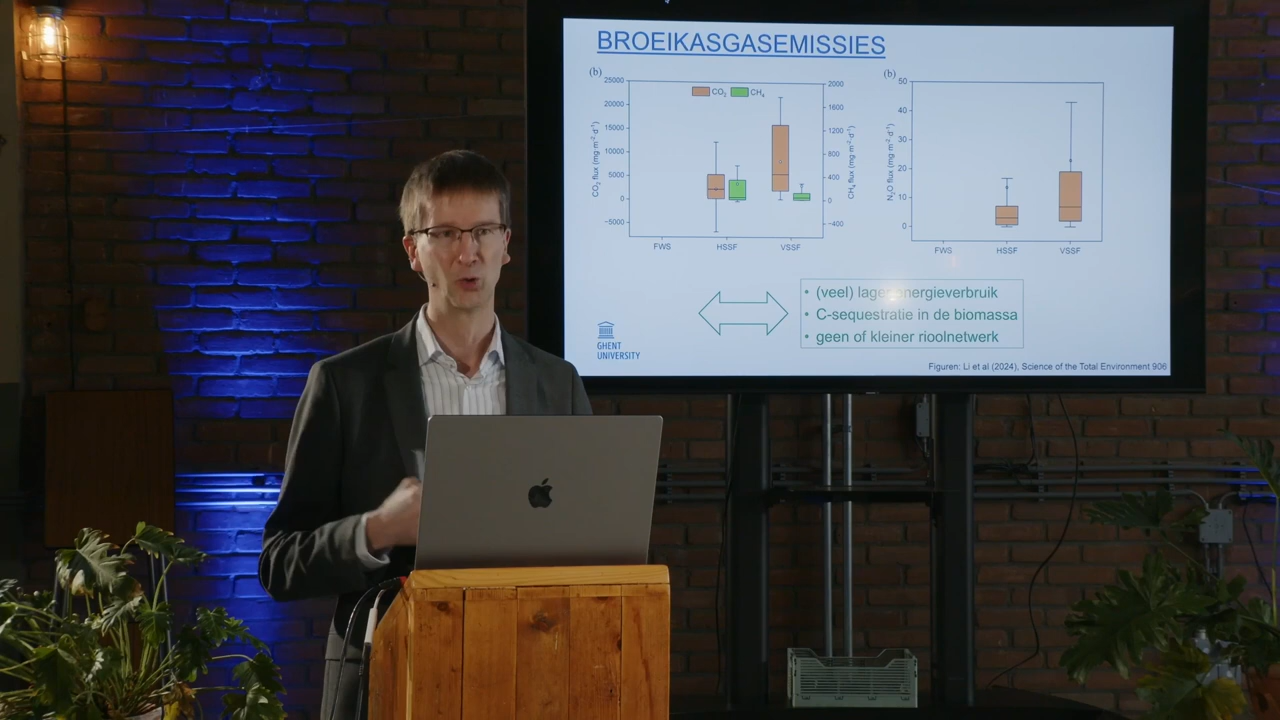 BROEIKASGASEMISSIES
(b)
25000
20000
15000
10000
5000
0
−5000
CO2 flux (mg m-2 d-1)
CO2 CH4
2000
1600
1200
800
400
0
−400
CH4 flux (mg m-2 d-1)
FWS HSSF VSSF
(b)
50
40
30
20
10
0
N2O flux (mg m-2 d-1)
FWS HSSF VSSF
• (veel) lager energieverbruik
• C-sequestratie in de biomassa
• geen of kleiner rioolnetwerk
GHENT
UNIVERSITY
Figuren: Li et al (2024), Science of the Total Environment 906